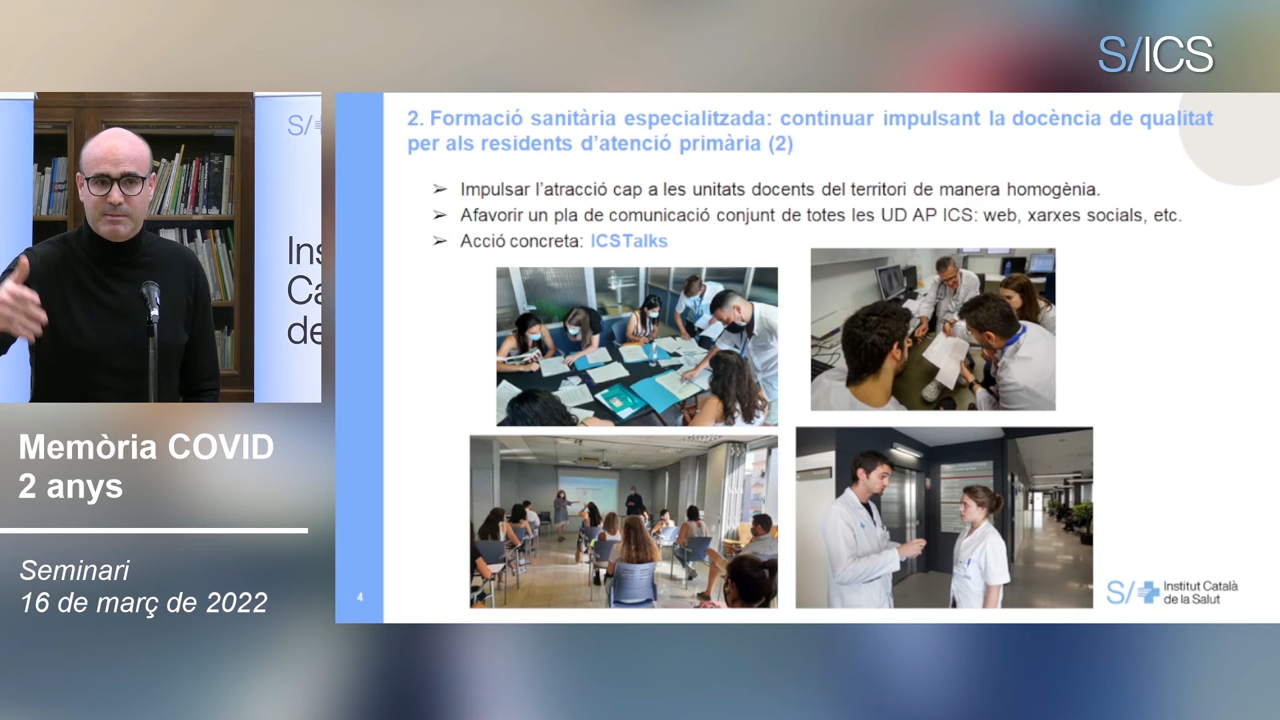 S/ICS
S/
Ins
Ca
de
Memòria COVID
2 anys
Seminari
16 de març de 2022
2. Formació sanitària especialitzada: continuar impulsant la docència de qualitat
per als residents d’atenció primària (2)
➢ Impulsar l’atracció cap a les unitats docents del territori de manera homogènia.
➢ Afavorir un pla de comunicació conjunt de totes les UD AP ICS: web, xarxes socials, etc.
➢ Acció concreta: ICSTalks
4
S/ Institut Català
de la Salut